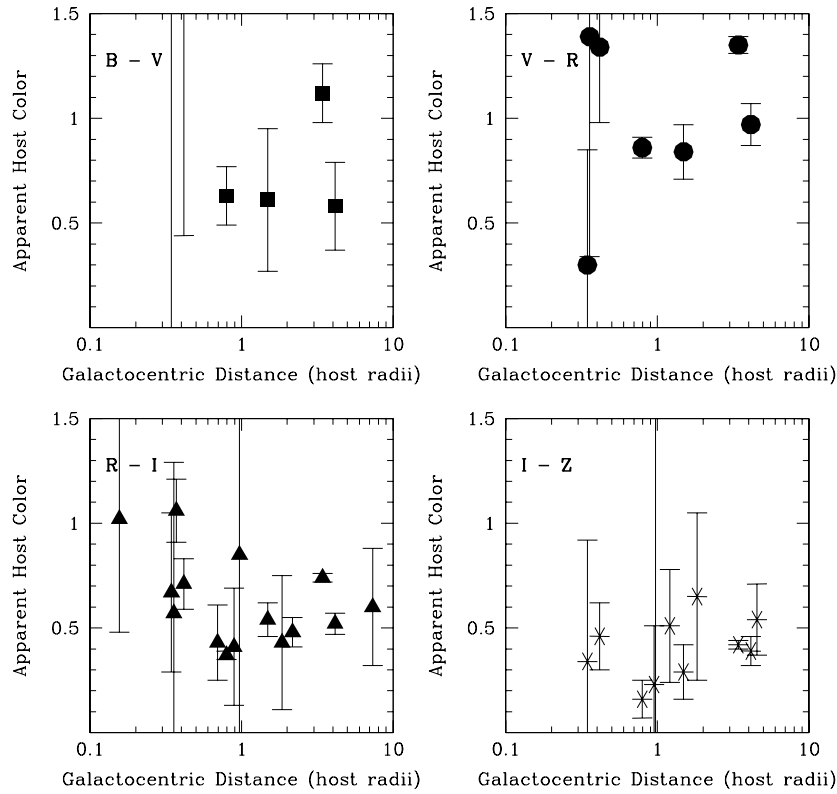 1.5
1
0.5
Apparent Host Color
B – V
0.1 1 10
Galactocentric Distance (host radii)
1.5
1
0.5
Apparent Host Color
V – R
0.1 1 10
Galactocentric Distance (host radii)
1.5
1
0.5
Apparent Host Color
R – I
0.1 1 10
Galactocentric Distance (host radii)
1.5
1
0.5
Apparent Host Color
I – Z
0.1 1 10
Galactocentric Distance (host radii)